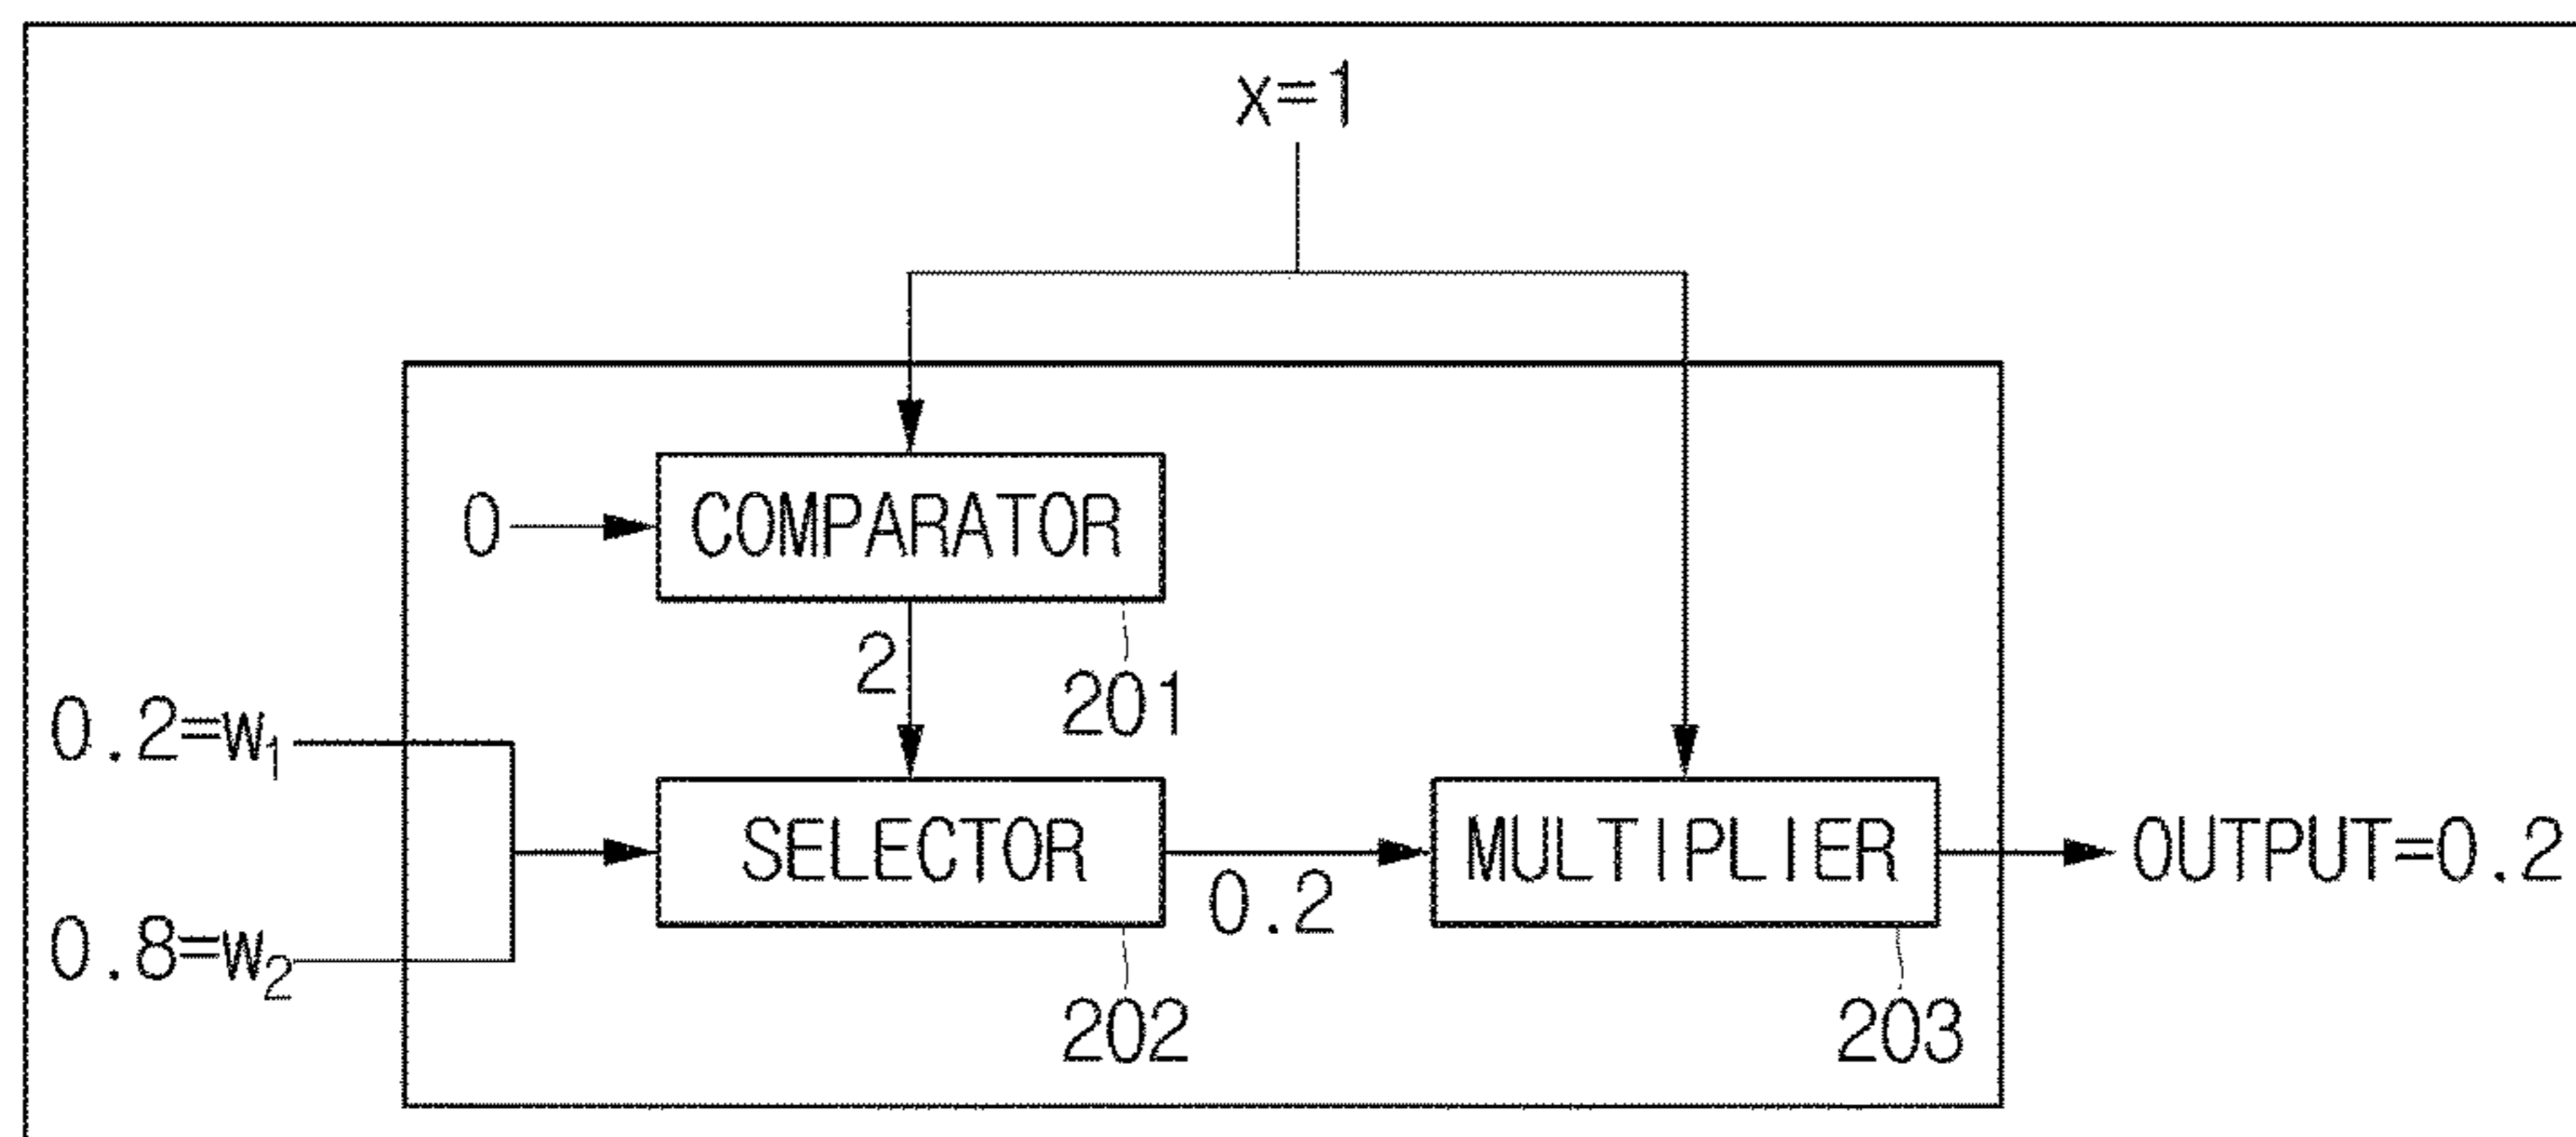 x=1
0
COMPARATOR
2
201
0.2=w₁
0.8=w₂
SELECTOR
0.2
MULTIPLIER
OUTPUT=0.2
202
203